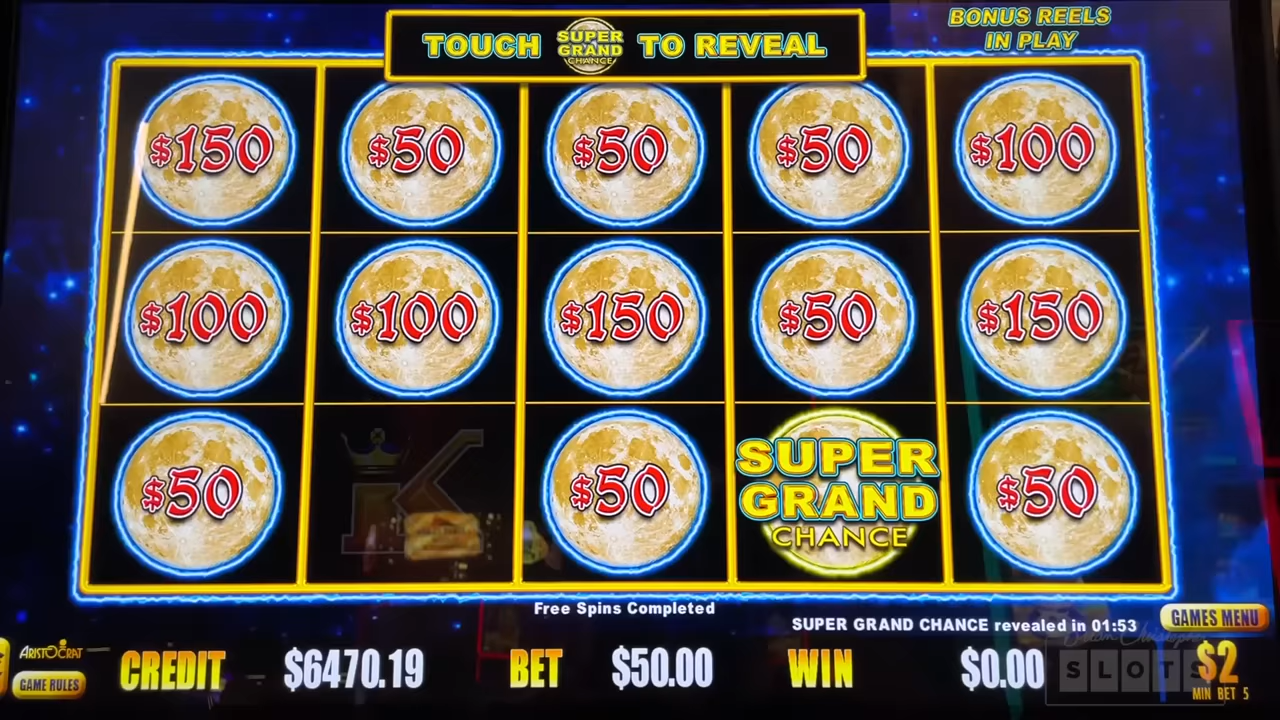 BONUS REELS
IN PLAY
TOUCH SUPER GRAND CHANCE TO REVEAL
$150 $50 $50 $50 $100
$100 $100 $150 $50 $150
$50 K $50 SUPER GRAND CHANCE $50
Free Spins Completed
SUPER GRAND CHANCE revealed in 01:53
GAMES MENU
ARISTOCRAT
GAME RULES
CREDIT $6470.19 BET $50.00 WIN $0.00
$2
MIN BET 5
SLOTS